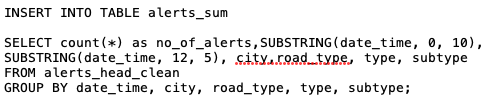 INSERT INTO TABLE alerts_sum
SELECT count(*) as no_of_alerts,SUBSTRING(date_time, 0, 10),
SUBSTRING(date_time, 12, 5), city,road_type, type, subtype
FROM alerts_head_clean
GROUP BY date_time, city, road_type, type, subtype;